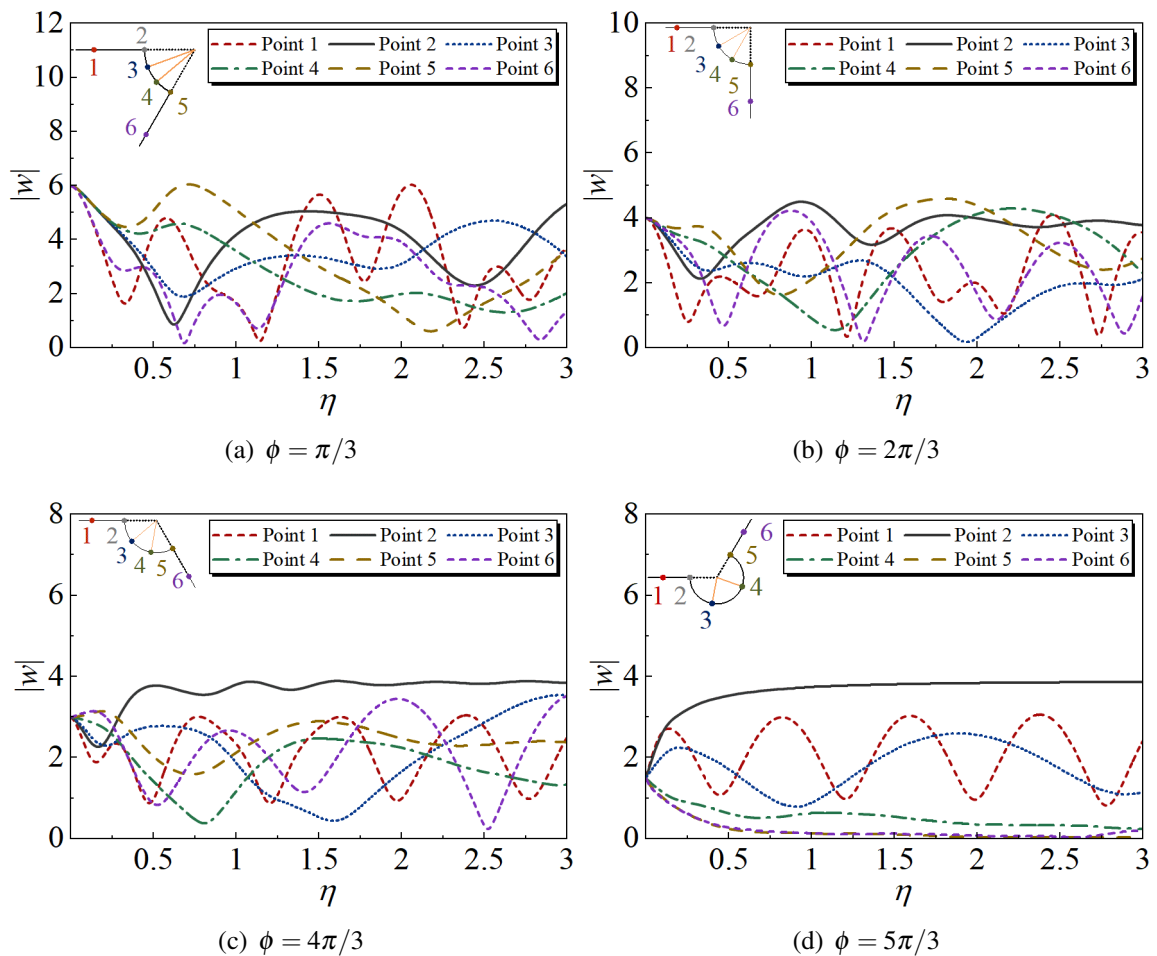 12
10
8
6
4
2
0
|w|
0.5 1 1.5 2 2.5 3
η
Point 1 Point 2 Point 3
Point 4 Point 5 Point 6
1
2
3
4
5
6
(a) ϕ = π/3
10
8
6
4
2
0
|w|
0.5 1 1.5 2 2.5 3
η
Point 1 Point 2 Point 3
Point 4 Point 5 Point 6
1
2
3
4
5
6
(b) ϕ = 2π/3
8
6
4
2
0
|w|
0.5 1 1.5 2 2.5 3
η
Point 1 Point 2 Point 3
Point 4 Point 5 Point 6
1
2
3
4
5
6
(c) ϕ = 4π/3
8
6
4
2
0
|w|
0.5 1 1.5 2 2.5 3
η
Point 1 Point 2 Point 3
Point 4 Point 5 Point 6
1
2
3
4
5
6
(d) ϕ = 5π/3